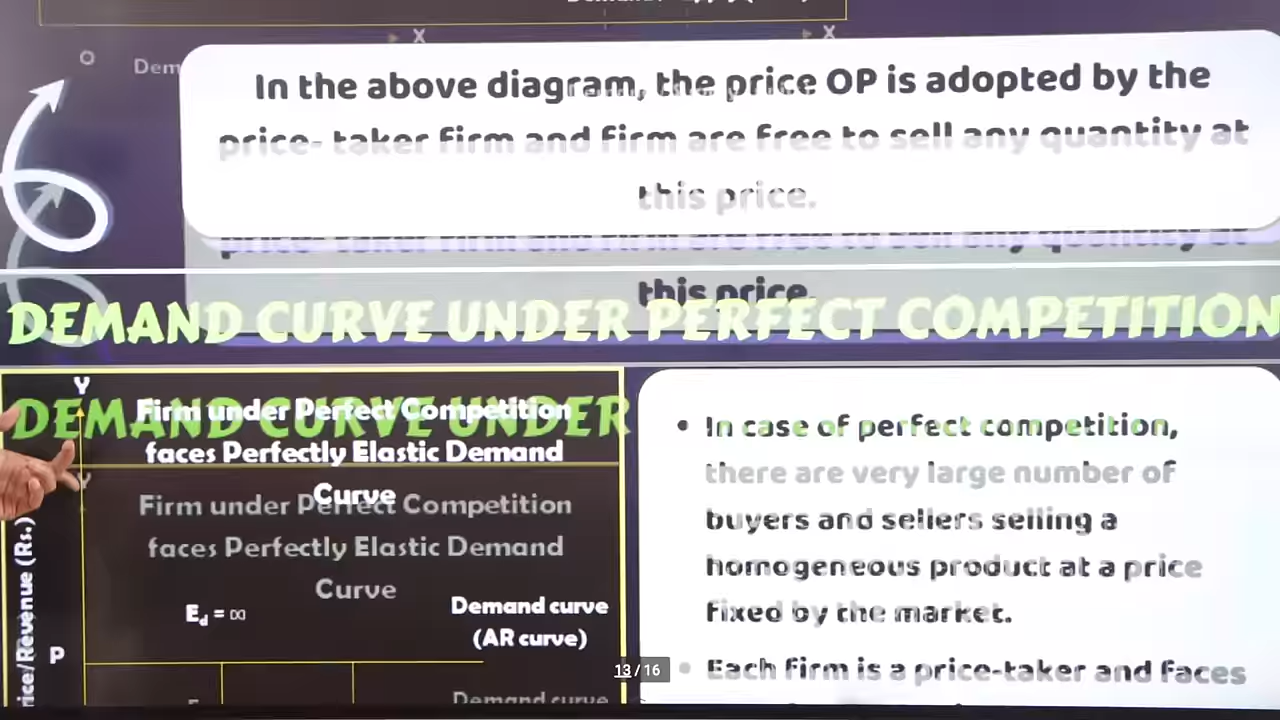 X
X
O
Dem
In the above diagram, the price OP is adopted by the
price- taker firm and firm are free to sell any quantity at
this price.
this price.
DEMAND CURVE UNDER PERFECT COMPETITION
DEMAND CURVE UNDER
Y
Firm under Perfect Competition
faces Perfectly Elastic Demand
Curve
Y
Firm under Perfect Competition
faces Perfectly Elastic Demand
Curve
Ed = ∞
Demand curve
(AR curve)
rice/Revenue (Rs.)
P
Demand curve
• In case of perfect competition,
there are very large number of
buyers and sellers selling a
homogeneous product at a price
fixed by the market.
• Each firm is a price-taker and faces
13 / 16